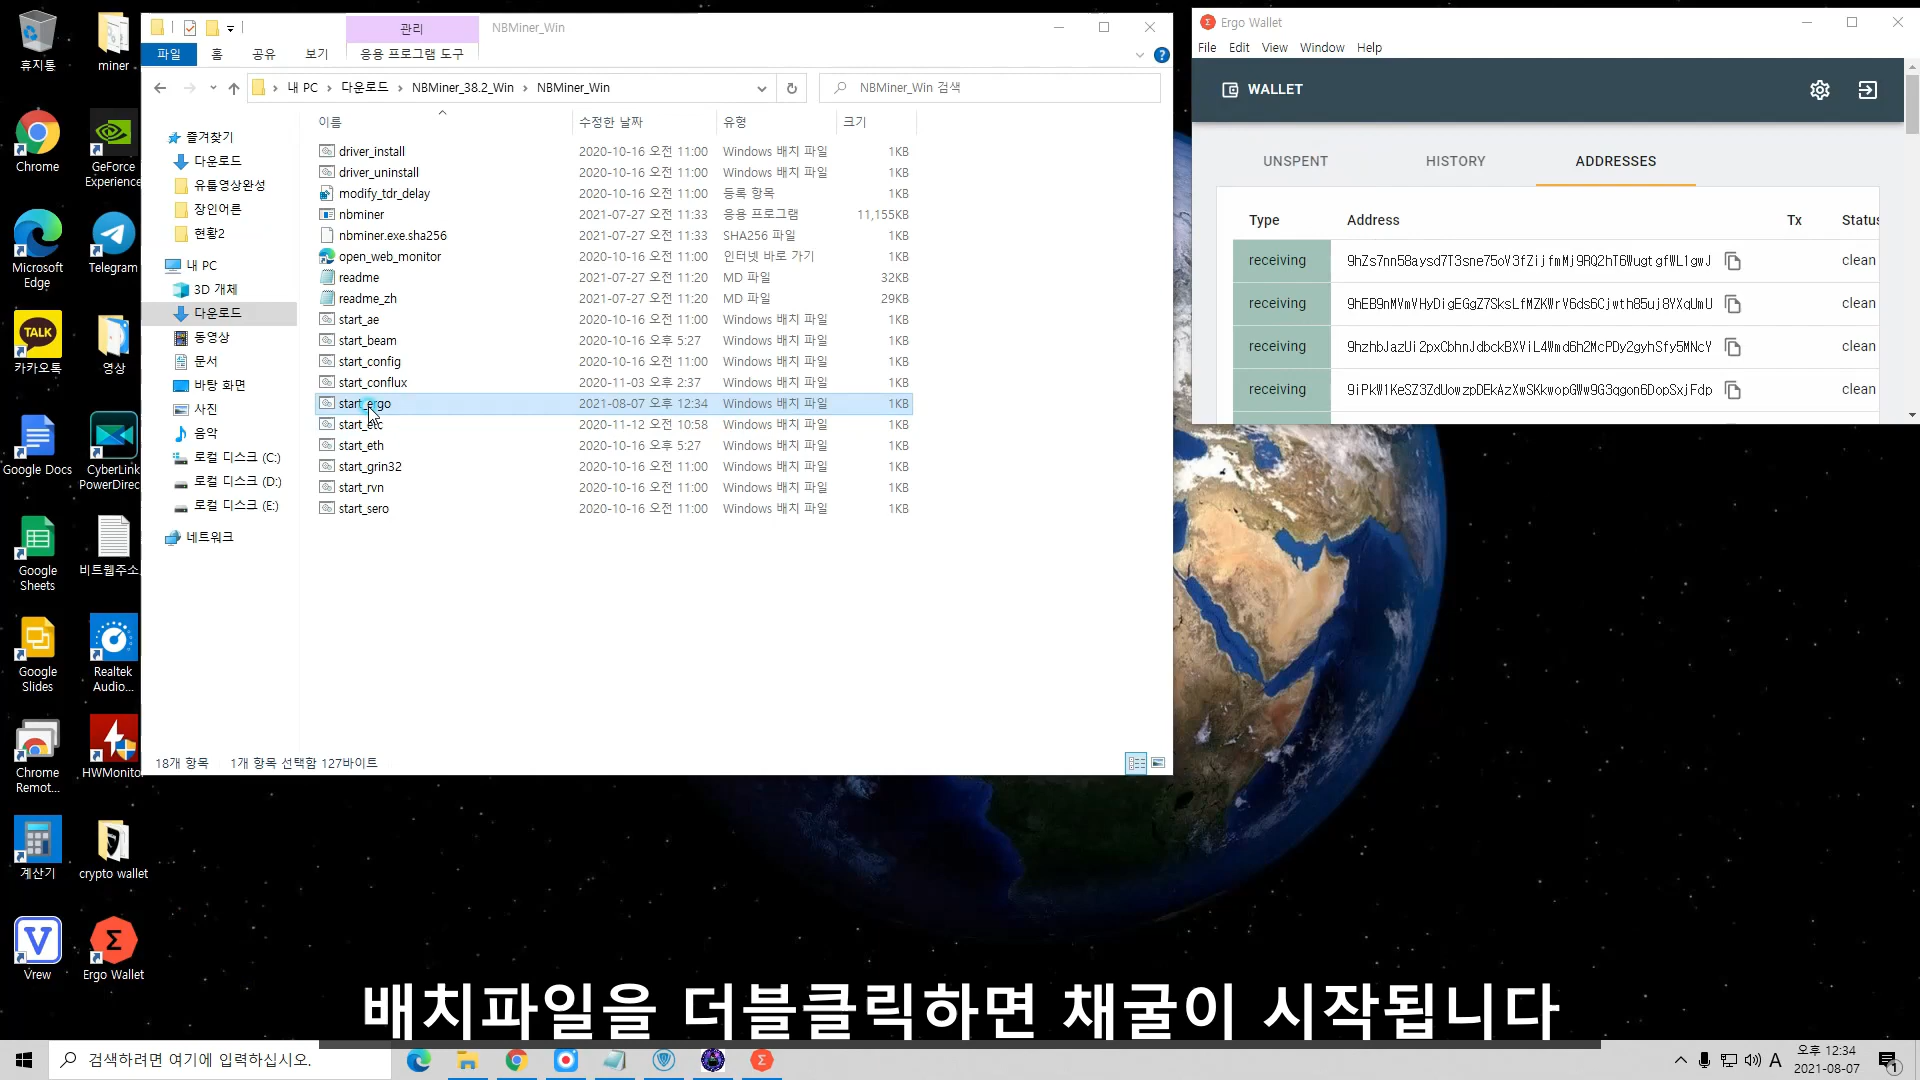 휴지통
miner
Chrome
GeForce
Experience
Microsoft
Edge
Telegram
TALK
카카오톡
영상
Google Docs
CyberLink
PowerDirec
Google
Sheets
비트웹주소
Google
Slides
Realtek
Audio...
Chrome
Remot...
HWMonito
계산기
crypto wallet
Vrew
Ergo Wallet
관리
NBMiner_Win
파일 홈 공유 보기 응용 프로그램 도구
내 PC › 다운로드 › NBMiner_38.2_Win › NBMiner_Win
NBMiner_Win 검색
즐겨찾기
다운로드
유툽영상완성
장인어른
현황2
내 PC
3D 개체
다운로드
동영상
문서
바탕 화면
사진
음악
로컬 디스크 (C:)
로컬 디스크 (D:)
로컬 디스크 (E:)
네트워크
이름 수정한 날짜 유형 크기
driver_install 2020-10-16 오전 11:00 Windows 배치 파일 1KB
driver_uninstall 2020-10-16 오전 11:00 Windows 배치 파일 1KB
modify_tdr_delay 2020-10-16 오전 11:00 등록 항목 1KB
nbminer 2021-07-27 오전 11:33 응용 프로그램 11,155KB
nbminer.exe.sha256 2021-07-27 오전 11:33 SHA256 파일 1KB
open_web_monitor 2020-10-16 오전 11:00 인터넷 바로 가기 1KB
readme 2021-07-27 오전 11:20 MD 파일 32KB
readme_zh 2021-07-27 오전 11:20 MD 파일 29KB
start_ae 2020-10-16 오전 11:00 Windows 배치 파일 1KB
start_beam 2020-10-16 오후 5:27 Windows 배치 파일 1KB
start_config 2020-10-16 오전 11:00 Windows 배치 파일 1KB
start_conflux 2020-11-03 오후 2:37 Windows 배치 파일 1KB
start_ergo 2021-08-07 오후 12:34 Windows 배치 파일 1KB
start_etc 2020-11-12 오전 10:58 Windows 배치 파일 1KB
start_eth 2020-10-16 오후 5:27 Windows 배치 파일 1KB
start_grin32 2020-10-16 오전 11:00 Windows 배치 파일 1KB
start_rvn 2020-10-16 오전 11:00 Windows 배치 파일 1KB
start_sero 2020-10-16 오전 11:00 Windows 배치 파일 1KB
18개 항목 1개 항목 선택함 127바이트
Ergo Wallet
File Edit View Window Help
WALLET
UNSPENT HISTORY ADDRESSES
Type Address Tx Status
receiving 9hZs7nn58aysd7T3sne75oV3fZijfmMj9RQ2hT6WugtgfWL1gwJ clean
receiving 9hEB9nMVmVHyDigEGgZ7SksLfMZKWrV6ds6Cjwth85uj8YXqUmU clean
receiving 9hzhbJazUi2pxCbhnJdbckBXViL4Wmd6h2McPDy2gyhSfy5MNcY clean
receiving 9iPkW1KeSZ3ZdUowzpDEkAzXwSKkwopGWw9G3qgon6DopSxjFdp clean
배치파일을 더블클릭하면 채굴이 시작됩니다
검색하려면 여기에 입력하십시오.
A
오후 12:34
2021-08-07
1